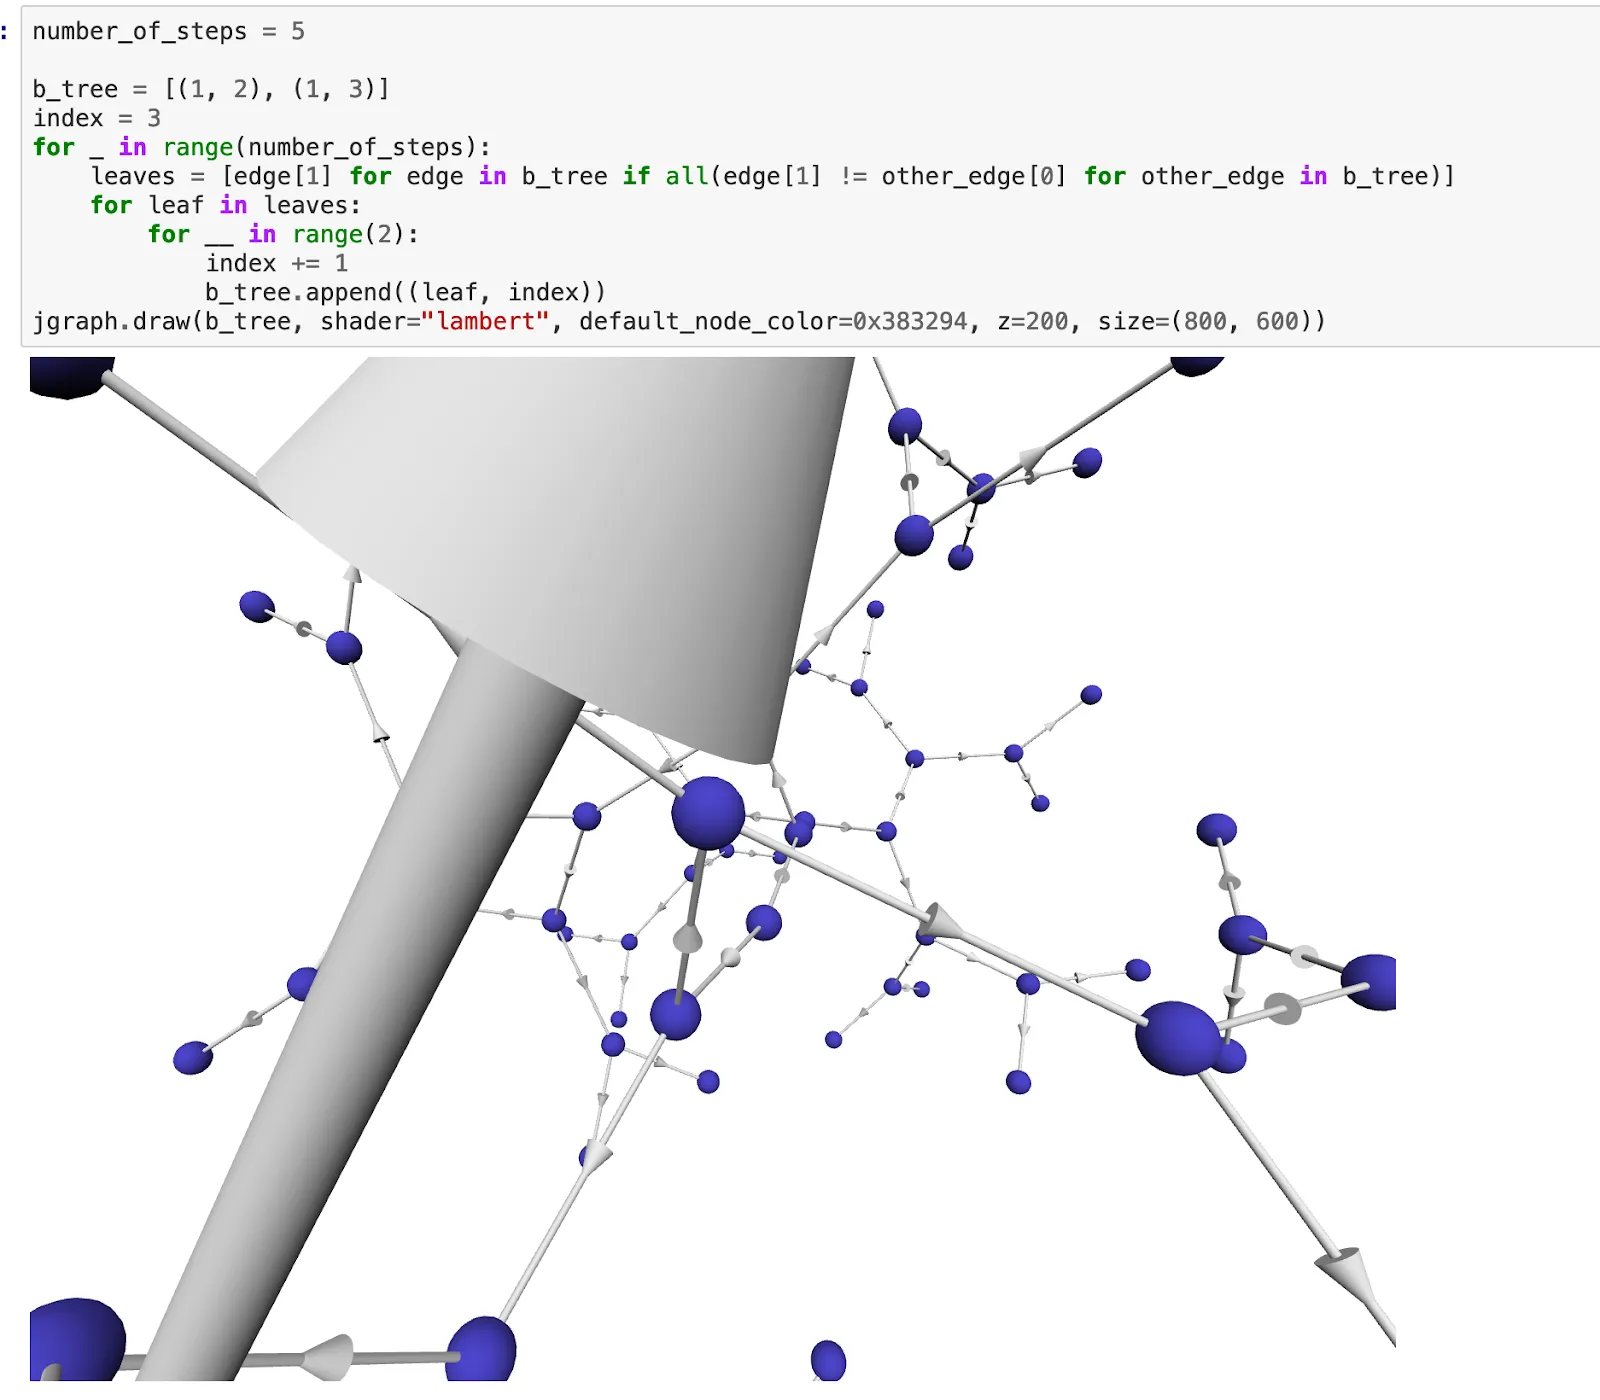 :
number_of_steps = 5
b_tree = [(1, 2), (1, 3)]
index = 3
for _ in range(number_of_steps):
    leaves = [edge[1] for edge in b_tree if all(edge[1] != other_edge[0] for other_edge in b_tree)]
    for leaf in leaves:
        for __ in range(2):
            index += 1
            b_tree.append((leaf, index))
jgraph.draw(b_tree, shader="lambert", default_node_color=0x383294, z=200, size=(800, 600))